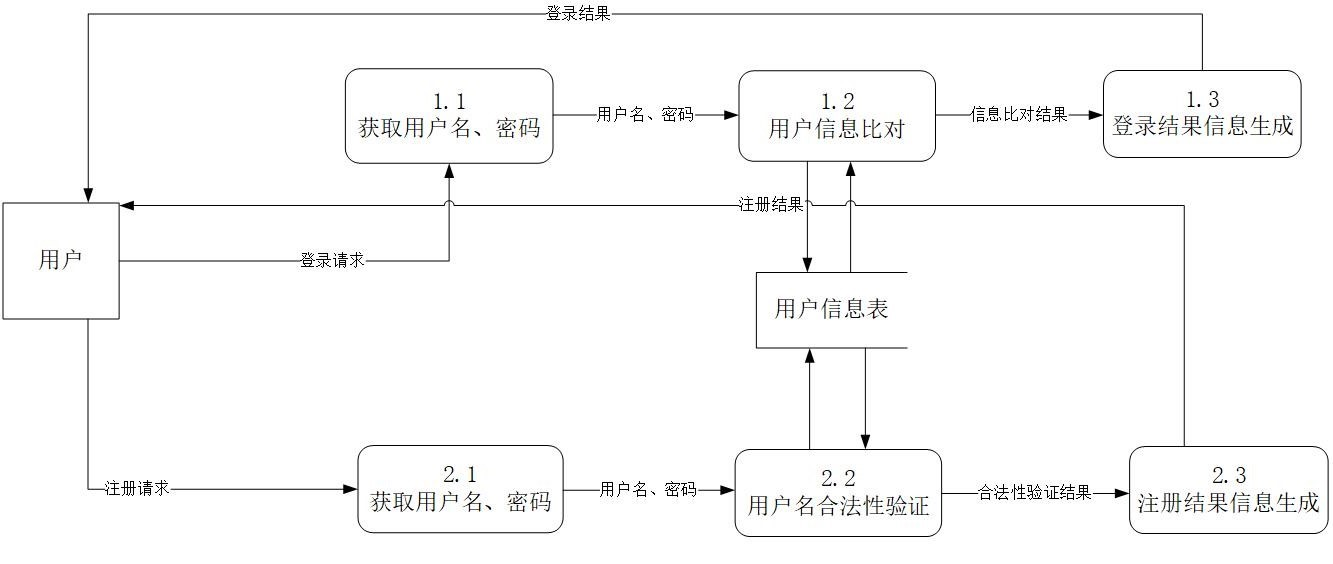 登录结果
1.1
获取用户名、密码
用户名、密码
1.2
用户信息比对
信息比对结果
1.3
登录结果信息生成
注册结果
用户
登录请求
用户信息表
注册请求
2.1
获取用户名、密码
用户名、密码
2.2
用户名合法性验证
合法性验证结果
2.3
注册结果信息生成